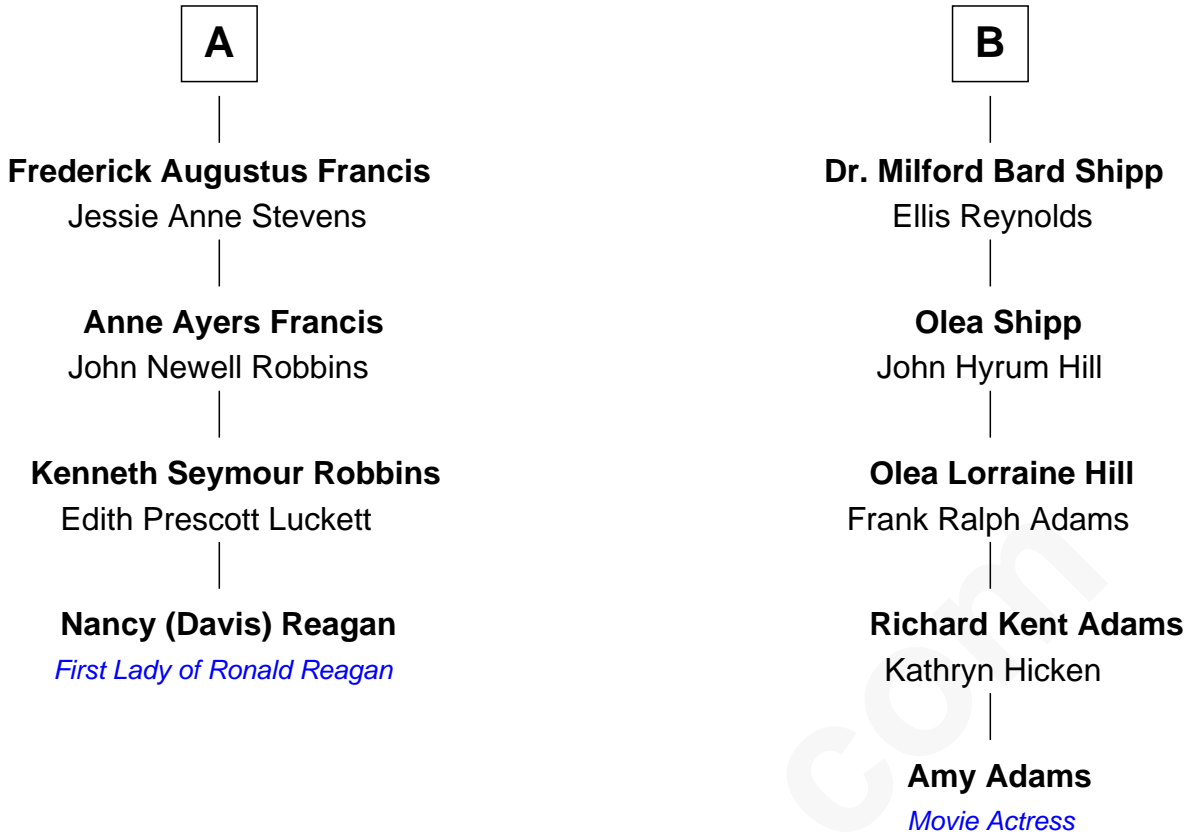 A
Frederick Augustus Francis
Jessie Anne Stevens
Anne Ayers Francis
John Newell Robbins
Kenneth Seymour Robbins
Edith Prescott Luckett
Nancy (Davis) Reagan
First Lady of Ronald Reagan
B
Dr. Milford Bard Shipp
Ellis Reynolds
Olea Shipp
John Hyrum Hill
Olea Lorraine Hill
Frank Ralph Adams
Richard Kent Adams
Kathryn Hicken
Amy Adams
Movie Actress
com